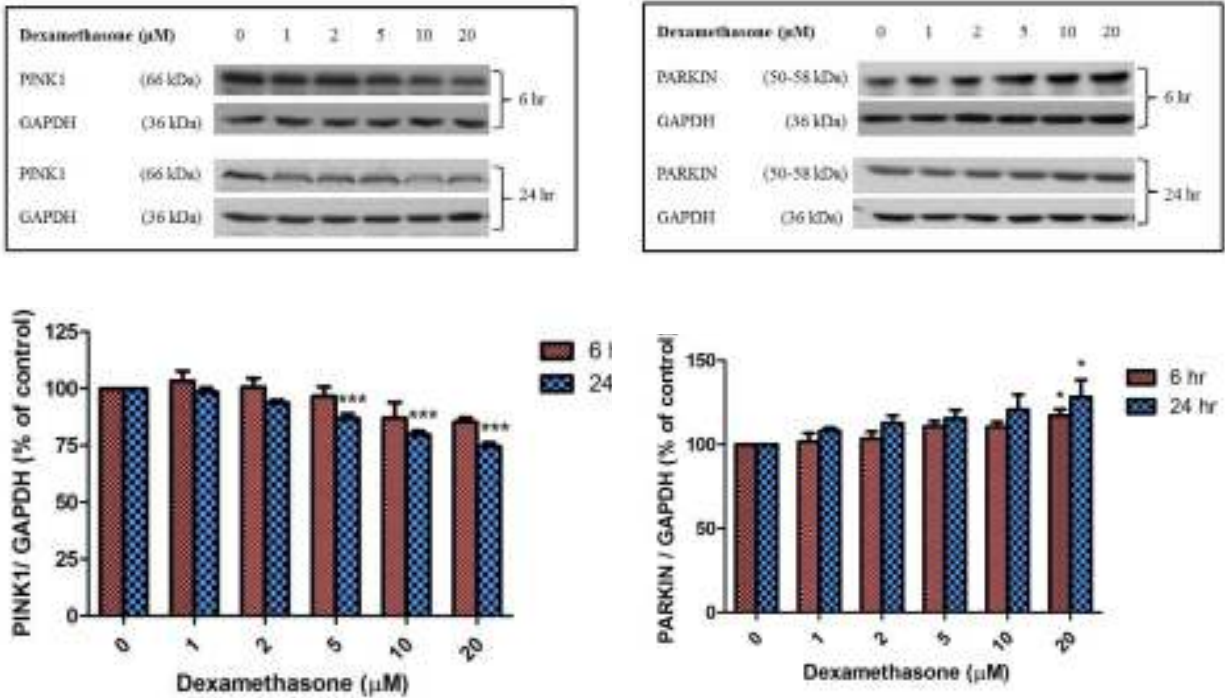 Dexamethasone (µM) 0 1 2 5 10 20
PINK1 (66 kDa)
6 hr
GAPDH (36 kDa)
PINK1 (66 kDa)
24 hr
GAPDH (36 kDa)
Dexamethasone (µM) 0 1 2 5 10 20
PARKIN (50-58 kDa)
6 hr
GAPDH (36 kDa)
PARKIN (50-58 kDa)
24 hr
GAPDH (36 kDa)
PINK1/ GAPDH (% of control)
125
100
75
50
25
0
*** *** ***
6
24
0 1 2 5 10 20
Dexamethasone (µM)
PARKIN / GAPDH (% of control)
150
100
50
0
* *
6 hr
24 hr
0 1 2 5 10 20
Dexamethasone (µM)